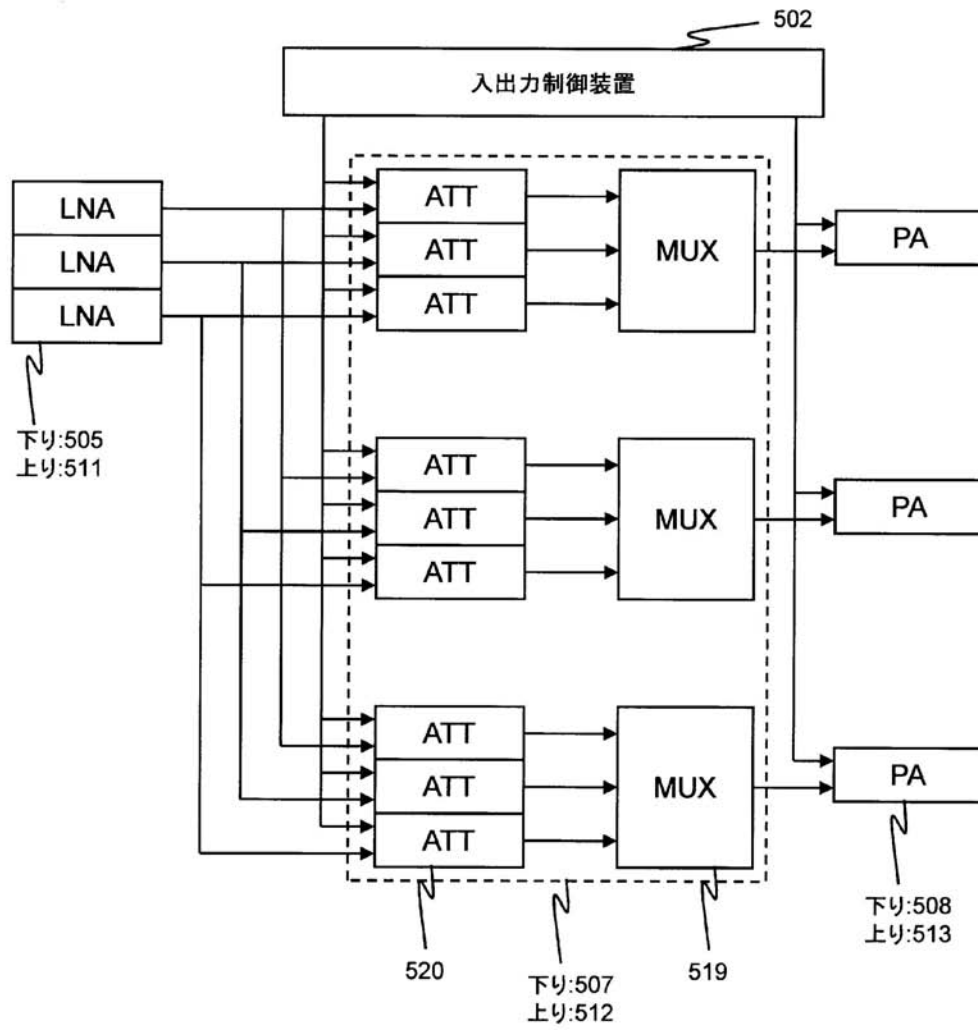 502
入出力制御装置
LNA
LNA
LNA
下り:505
上り:511
ATT
ATT
ATT
MUX
PA
ATT
ATT
ATT
MUX
PA
ATT
ATT
ATT
MUX
PA
520
下り:507
上り:512
519
下り:508
上り:513